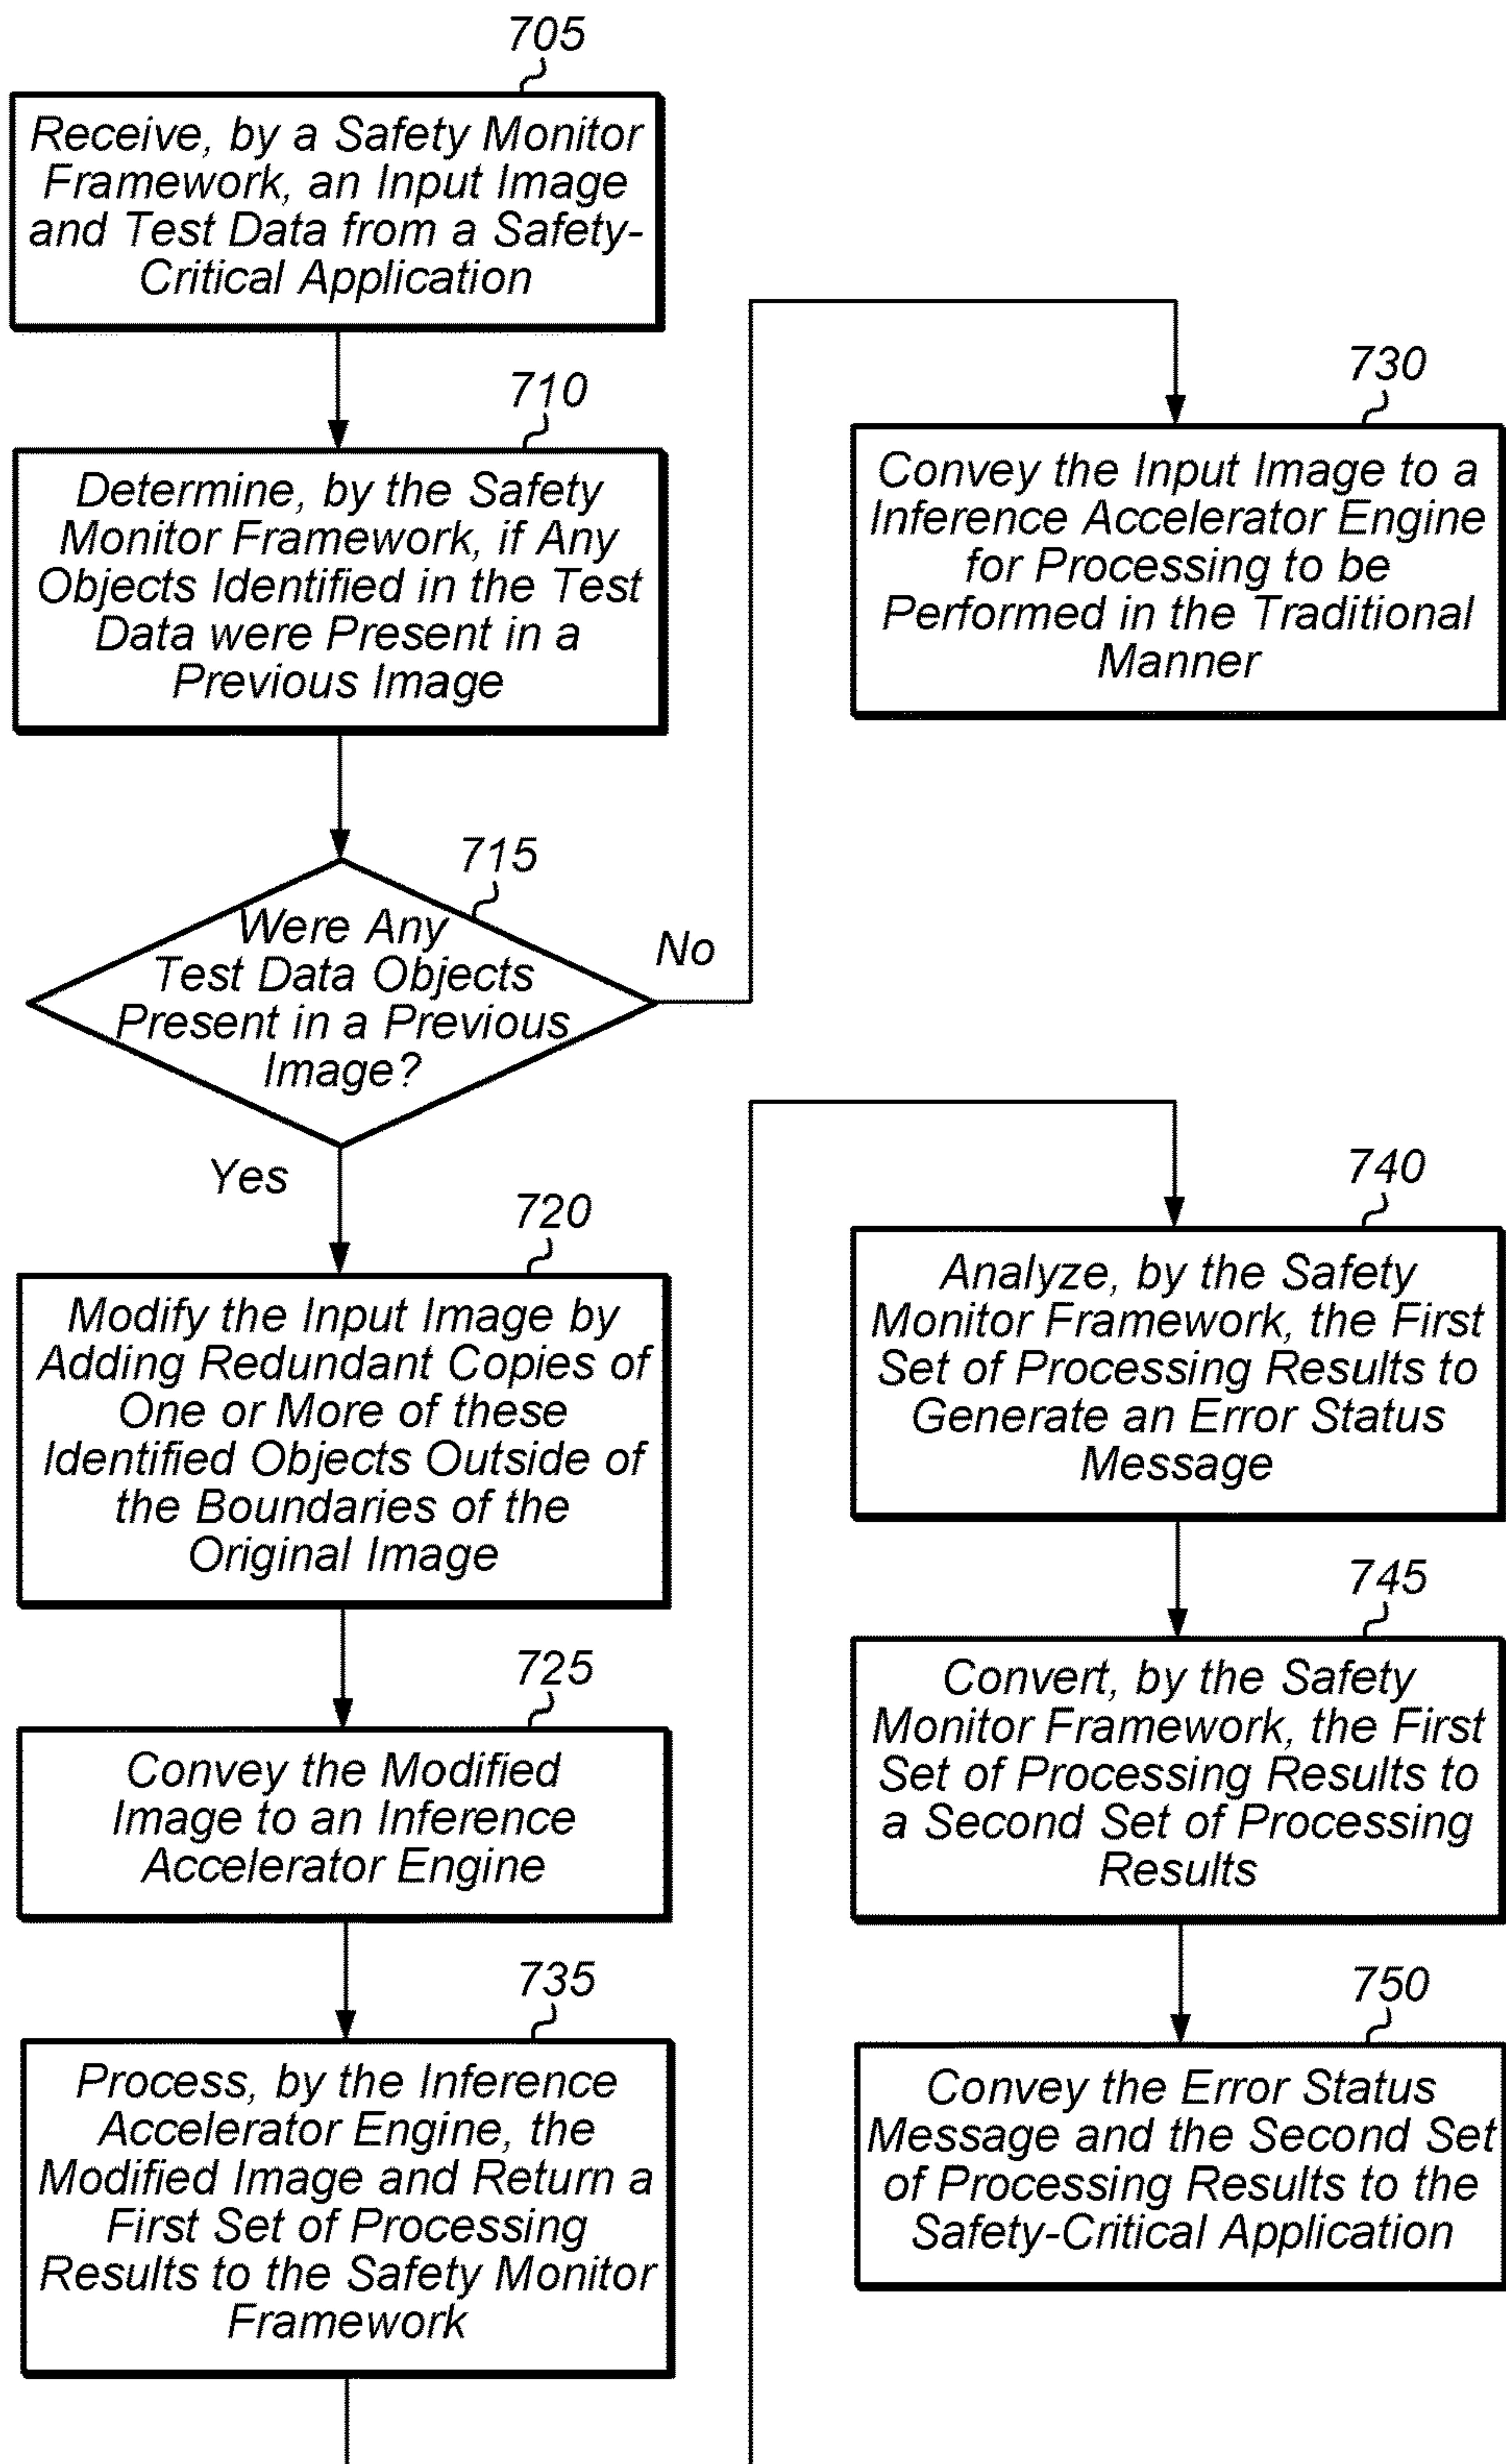 705
Receive, by a Safety Monitor
Framework, an Input Image
and Test Data from a Safety-
Critical Application
710
Determine, by the Safety
Monitor Framework, if Any
Objects Identified in the Test
Data were Present in a
Previous Image
715
Were Any
Test Data Objects
Present in a Previous
Image?
No
Yes
720
Modify the Input Image by
Adding Redundant Copies of
One or More of these
Identified Objects Outside of
the Boundaries of the
Original Image
725
Convey the Modified
Image to an Inference
Accelerator Engine
735
Process, by the Inference
Accelerator Engine, the
Modified Image and Return a
First Set of Processing
Results to the Safety Monitor
Framework
730
Convey the Input Image to a
Inference Accelerator Engine
for Processing to be
Performed in the Traditional
Manner
740
Analyze, by the Safety
Monitor Framework, the First
Set of Processing Results to
Generate an Error Status
Message
745
Convert, by the Safety
Monitor Framework, the First
Set of Processing Results to
a Second Set of Processing
Results
750
Convey the Error Status
Message and the Second Set
of Processing Results to the
Safety-Critical Application